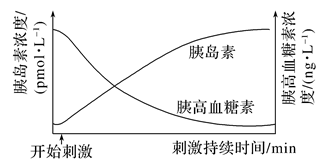 胰岛素浓度/
(pmol·L⁻¹)
胰岛素
胰高血糖素
胰高血糖素浓
度/(ng·L⁻¹)
开始刺激
刺激持续时间/min